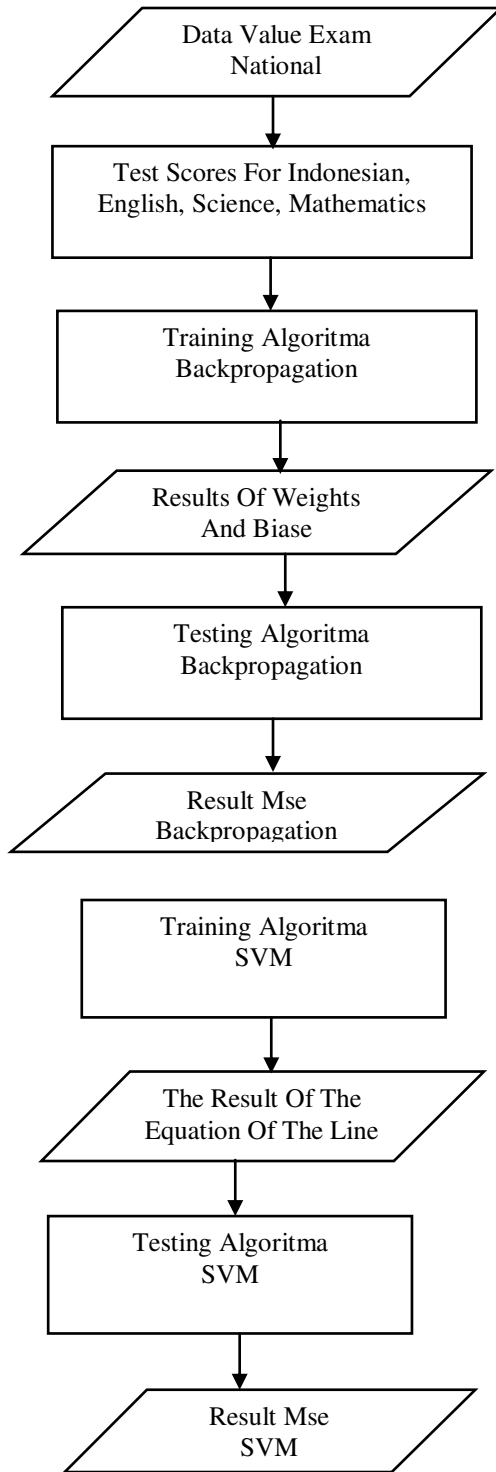 Data Value Exam
National
Test Scores For Indonesian,
English, Science, Mathematics
Training Algoritma
Backpropagation
Results Of Weights
And Biase
Testing Algoritma
Backpropagation
Result Mse
Backpropagation
Training Algoritma
SVM
The Result Of The
Equation Of The Line
Testing Algoritma
SVM
Result Mse
SVM